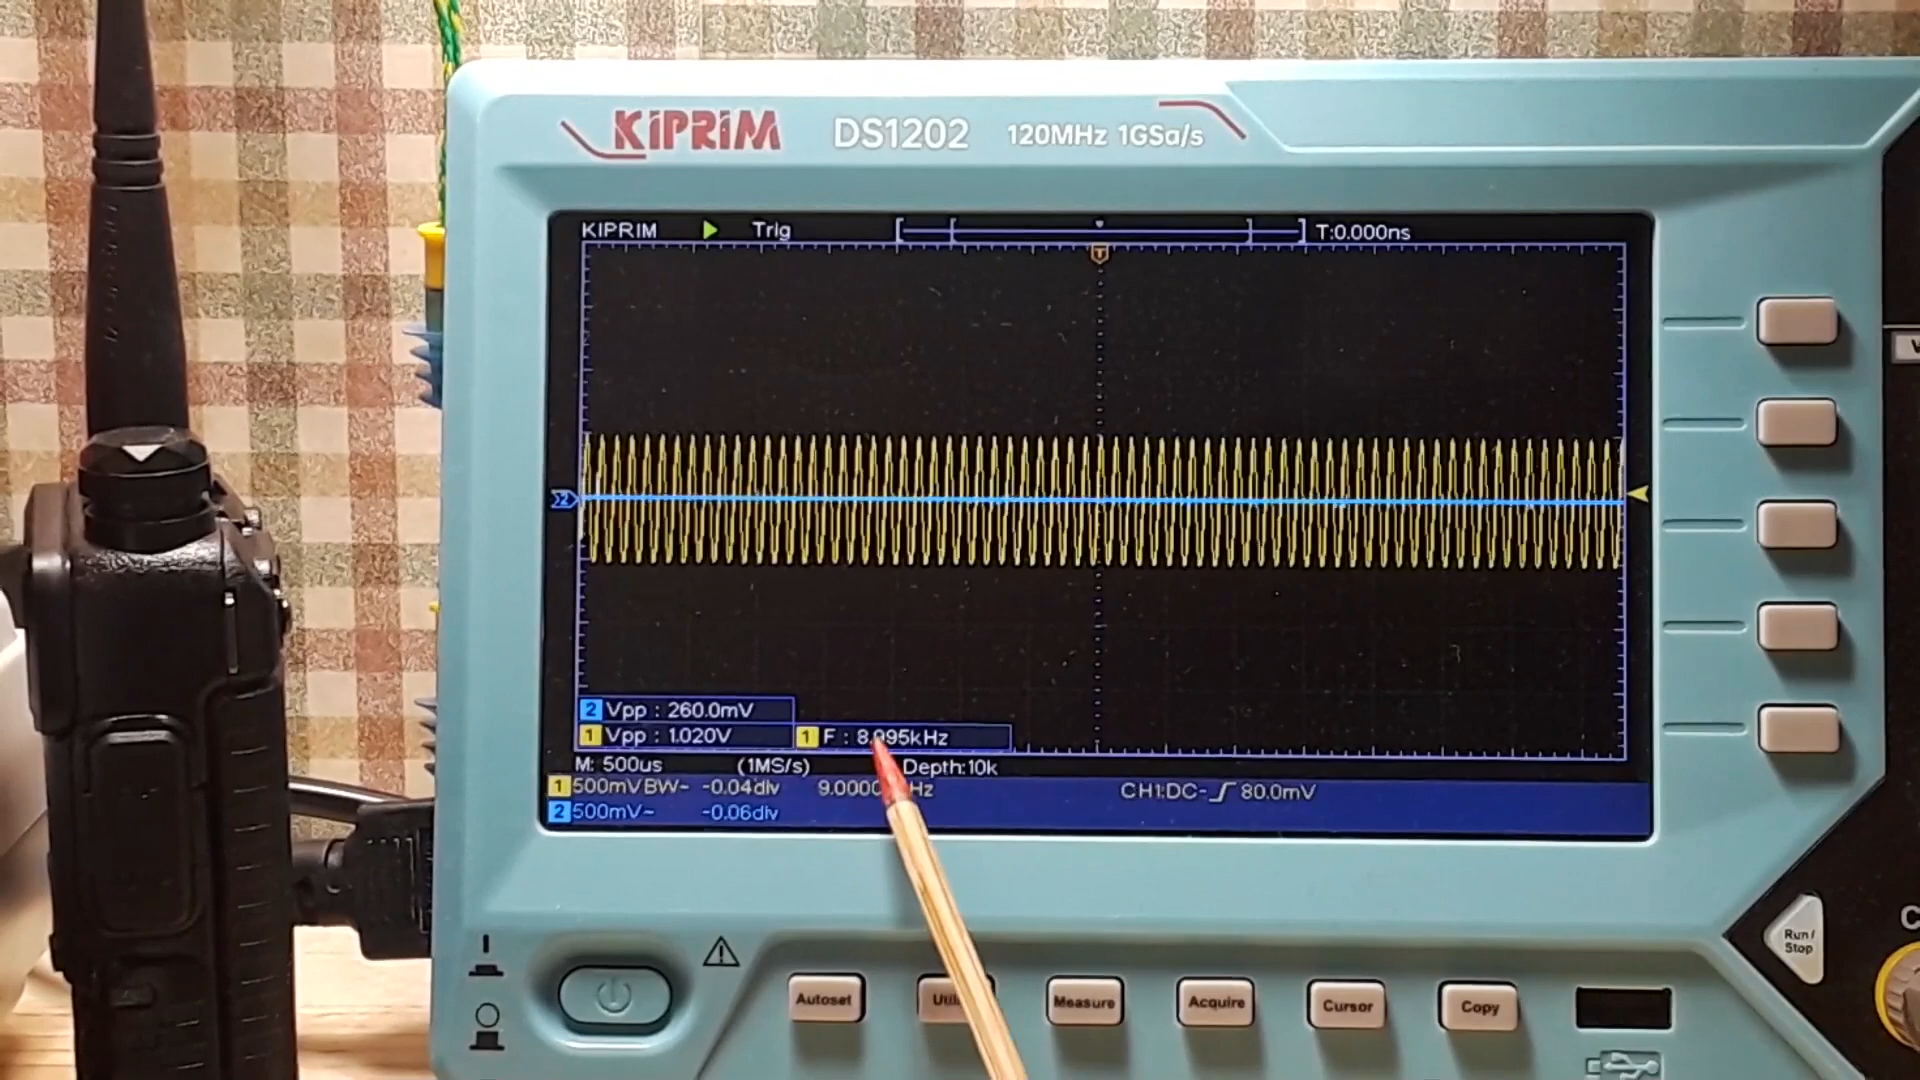 KIPRIM DS1202 120MHz 1GSa/s
KIPRIM Trig T:0.000ns
T
2
2 Vpp : 260.0mV
1 Vpp : 1.020V 1 F : 8.995kHz
M: 500us (1MS/s) Depth:10k
1 500mVBW~ -0.04div 9.0000 Hz CH1:DC- 80.0mV
2 500mV~ -0.06div
Run/
Stop
Autoset Measure Acquire Cursor Copy